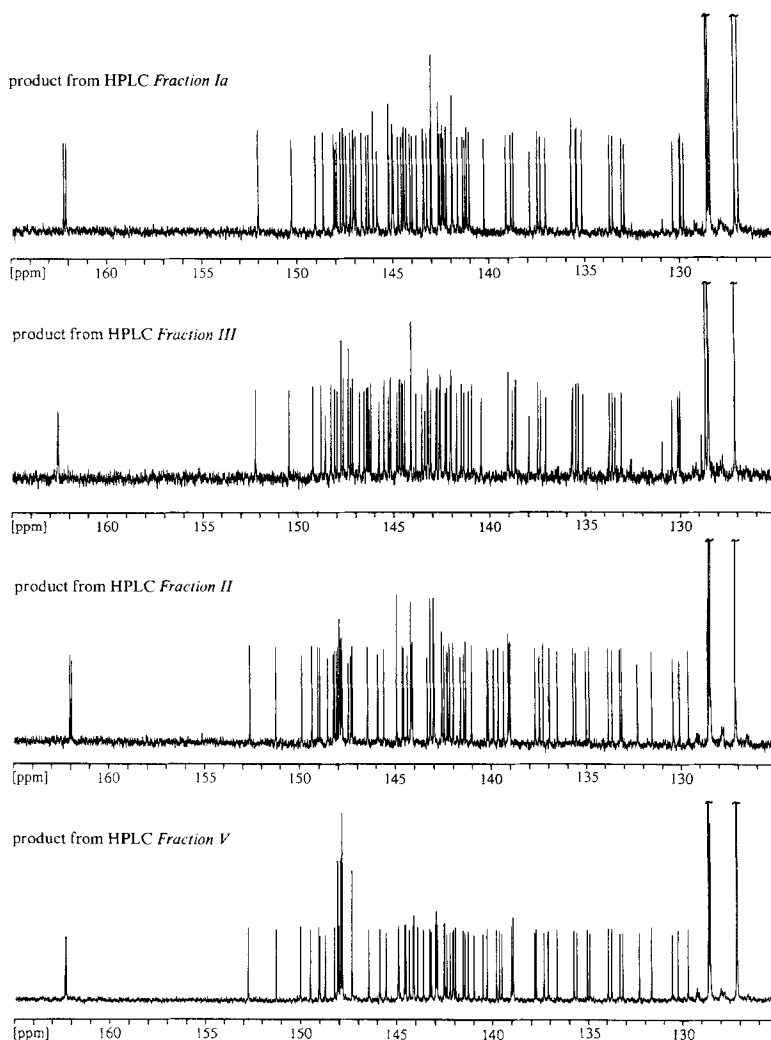 product from HPLC Fraction Ia
[ppm] 160 155 150 145 140 135 130
product from HPLC Fraction III
[ppm] 160 155 150 145 140 135 130
product from HPLC Fraction II
[ppm] 160 155 150 145 140 135 130
product from HPLC Fraction V
[ppm] 160 155 150 145 140 135 130